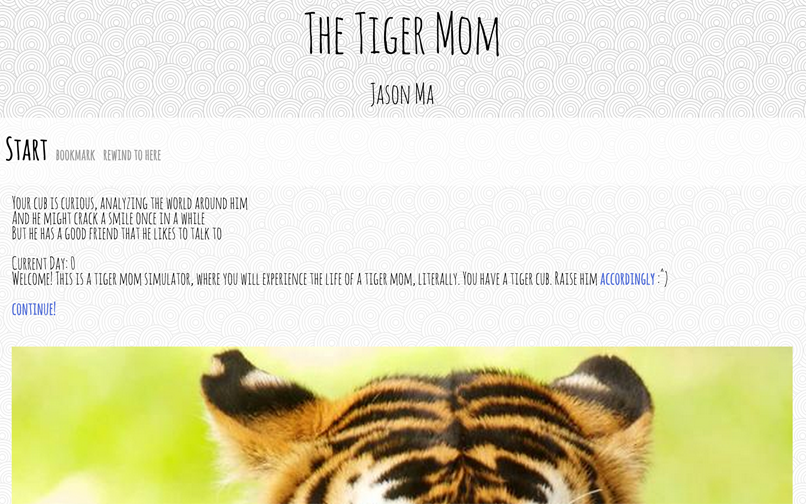 The Tiger Mom
Jason Ma
Start bookmark rewind to here
Your cub is curious, analyzing the world around him
And he might crack a smile once in a while
But he has a good friend that he likes to talk to
Current Day: 0
Welcome! This is a tiger mom simulator, where you will experience the life of a tiger mom, literally. You have a tiger cub. Raise him accordingly :^)
continue!